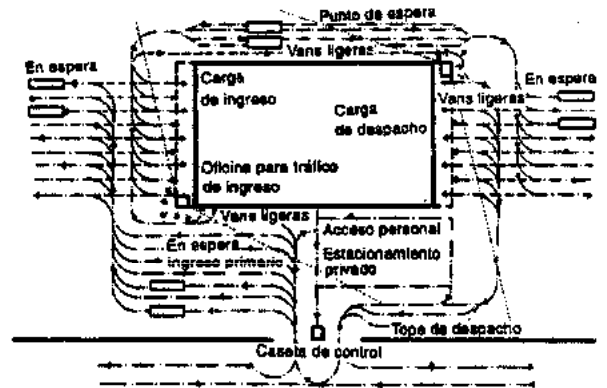 Punto de espera
Vans ligeras
En espera
En espera
Carga
de ingreso
Vans ligeras
Carga
de despacho
Oficina para tráfico
de ingreso
Vans ligeras
Acceso personal
En espera
ingreso primario
Estacionamiento
privado
Tope de despacho
Caseta de control